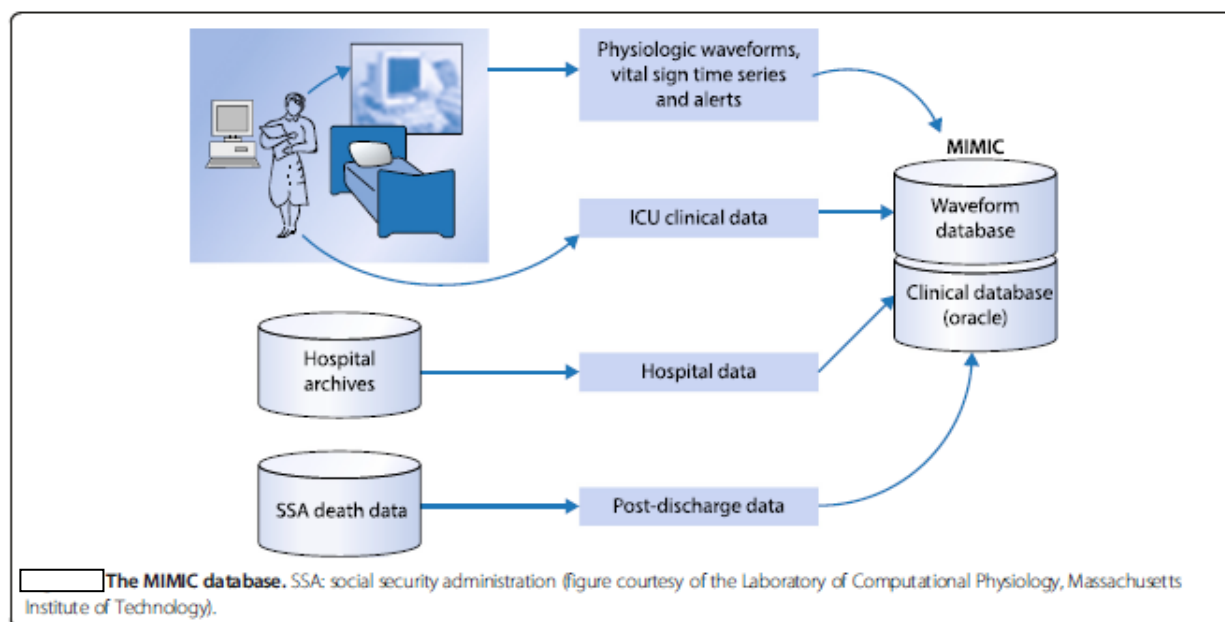 Physiologic waveforms,
vital sign time series
and alerts
MIMIC
Waveform
database
ICU clinical data
Clinical database
(oracle)
Hospital
archives
Hospital data
SSA death data
Post-discharge data
The MIMIC database. SSA: social security administration (figure courtesy of the Laboratory of Computational Physiology, Massachusetts
Institute of Technology).